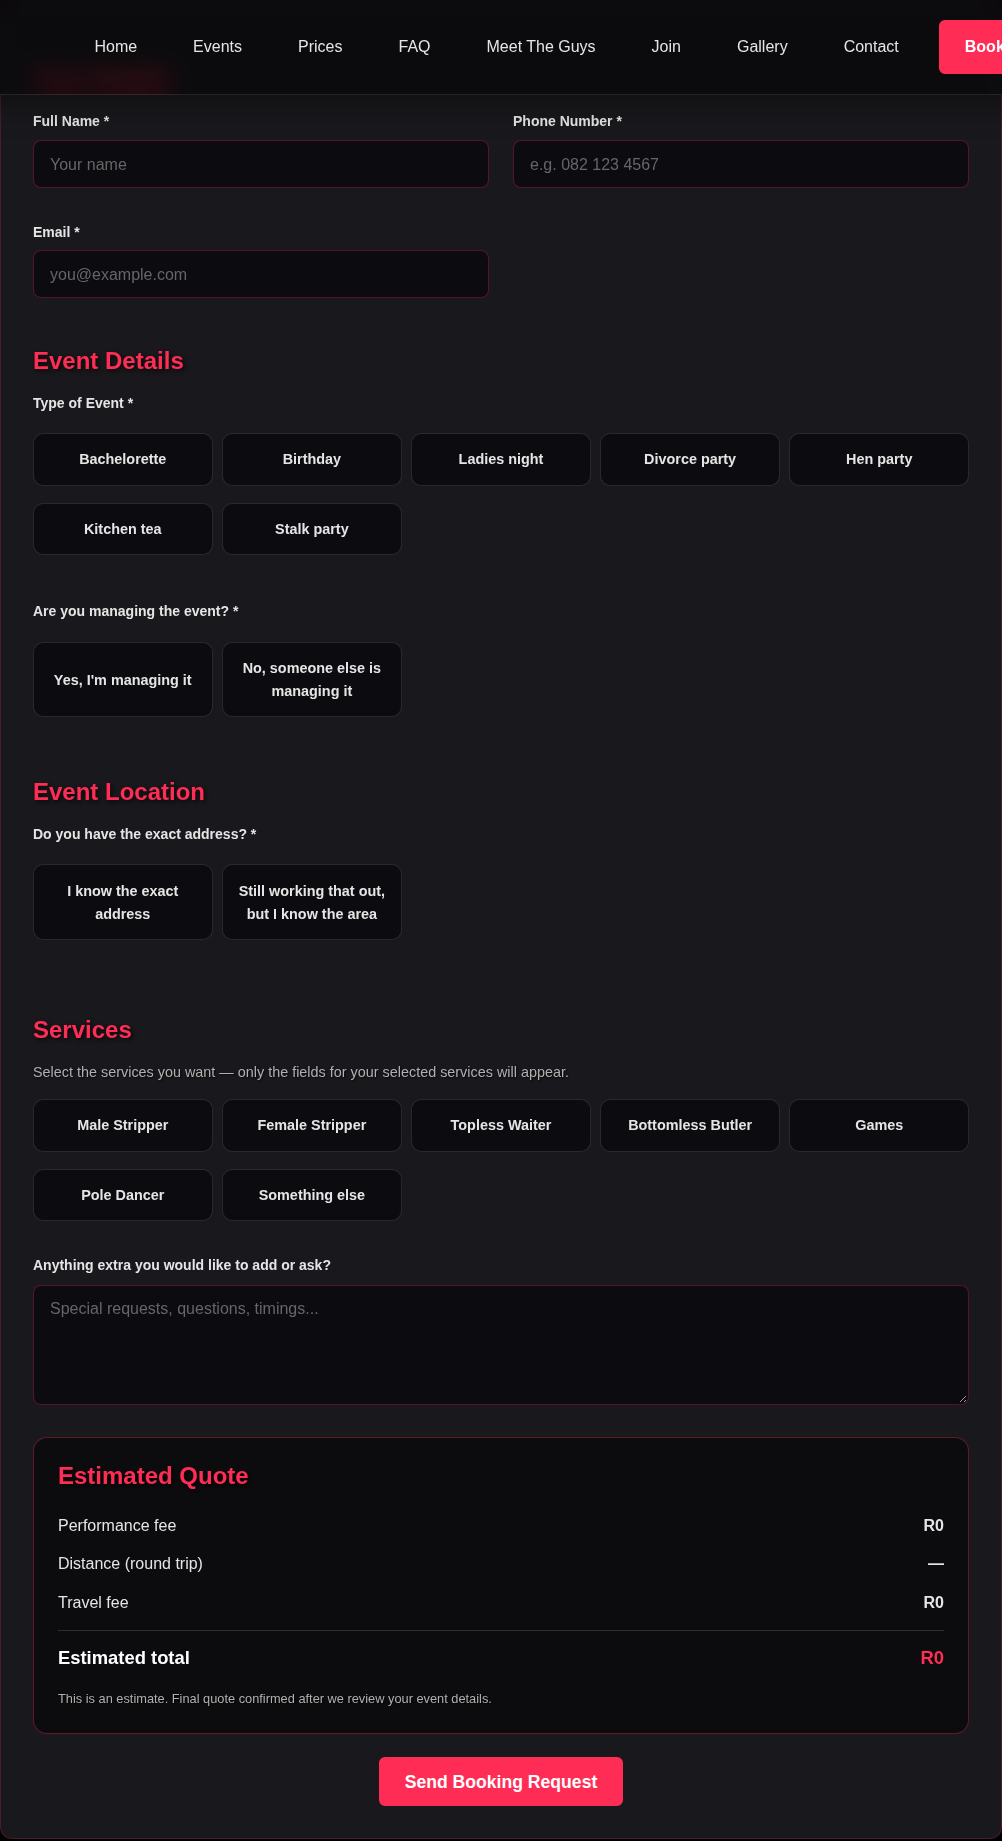 Home Events Prices FAQ Meet The Guys Join Gallery Contact Book
Full Name * Phone Number *
Your name e.g. 082 123 4567
Email *
you@example.com
Event Details
Type of Event *
Bachelorette Birthday Ladies night Divorce party Hen party
Kitchen tea Stalk party
Are you managing the event? *
Yes, I'm managing it
No, someone else is
managing it
Event Location
Do you have the exact address? *
I know the exact
address
Still working that out,
but I know the area
Services
Select the services you want — only the fields for your selected services will appear.
Male Stripper Female Stripper Topless Waiter Bottomless Butler Games
Pole Dancer Something else
Anything extra you would like to add or ask?
Special requests, questions, timings...
Estimated Quote
Performance fee R0
Distance (round trip) —
Travel fee R0
Estimated total R0
This is an estimate. Final quote confirmed after we review your event details.
Send Booking Request